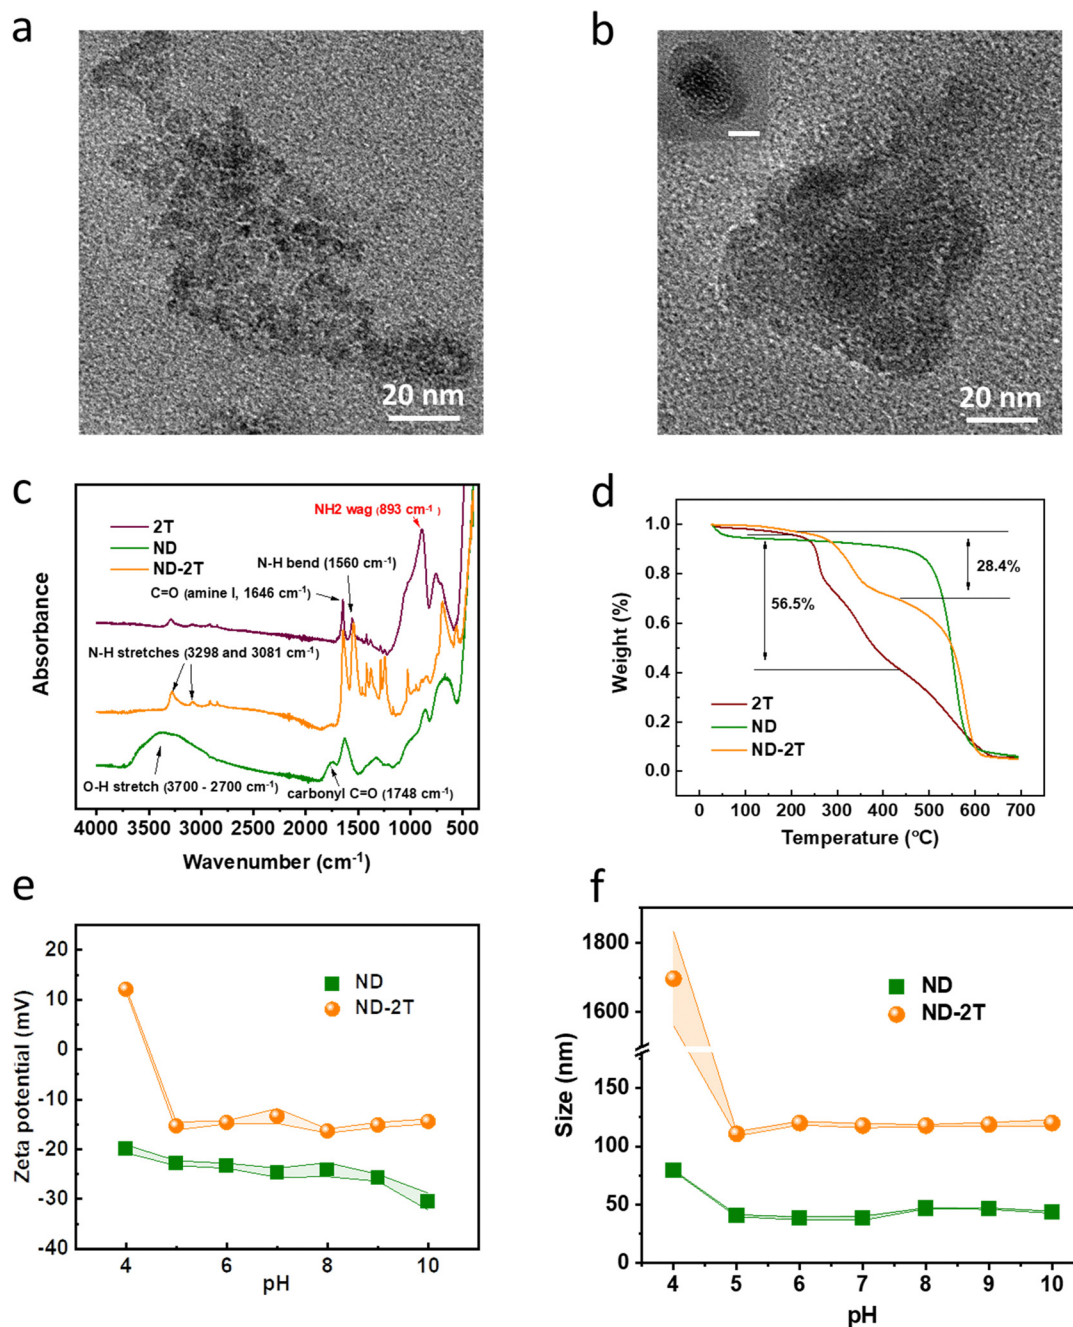 a
b
20 nm
20 nm
c
d
2T
ND
ND-2T
NH2 wag (893 cm-1)
N-H bend (1560 cm-1)
C=O (amine I, 1646 cm-1)
N-H stretches (3298 and 3081 cm-1)
O-H stretch (3700 - 2700 cm-1)
carbonyl C=O (1748 cm-1)
Absorbance
4000 3500 3000 2500 2000 1500 1000 500
Wavenumber (cm-1)
1.0
0.8
0.6
0.4
0.2
0.0
Weight (%)
28.4%
56.5%
2T
ND
ND-2T
0 100 200 300 400 500 600 700
Temperature (°C)
e
f
20
10
0
-10
-20
-30
-40
Zeta potential (mV)
ND
ND-2T
4 6 8 10
pH
1800
1600
150
100
50
0
Size (nm)
ND
ND-2T
4 5 6 7 8 9 10
pH